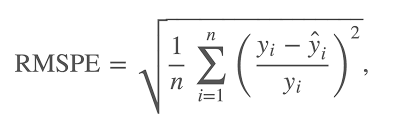 RMSPE = \sqrt{\frac{1}{n} \sum_{i=1}^{n} \left( \frac{y_i - \hat{y}_i}{y_i} \right)^2},